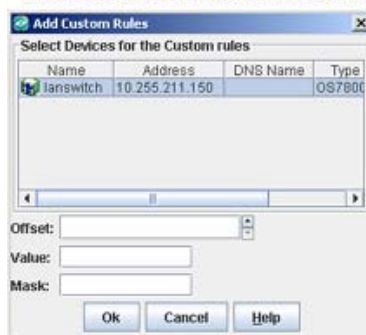 Add Custom Rules
Select Devices for the Custom rules
Name Address DNS Name Type
lanswitch 10.255.211.150 OS7800
Offset:
Value:
Mask:
Ok Cancel Help